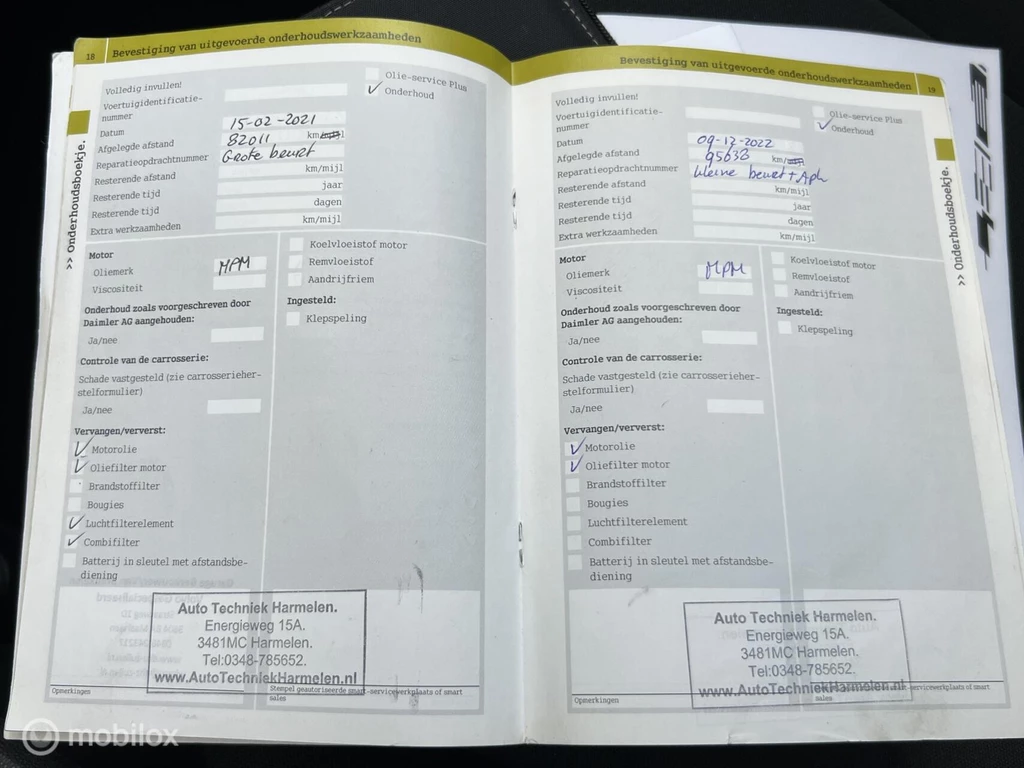 18 Bevestiging van uitgevoerde onderhoudswerkzaamheden
>> Onderhoudsboekje.
Volledig invullen!
Olie-service Plus
Onderhoud
Voertuigidentificatie-
nummer
Datum 15-02-2021
Afgelegde afstand 82011 km/mijl
Reparatieopdrachtnummer Grote beurt
Resterende afstand km/mijl
Resterende tijd jaar
Resterende tijd dagen
Extra werkzaamheden km/mijl
Motor
Oliemerk MPM
Viscositeit
Koelvloeistof motor
Remvloeistof
Aandrijfriem
Onderhoud zoals voorgeschreven door
Daimler AG aangehouden:
Ja/nee
Ingesteld:
Klepspeling
Controle van de carrosserie:
Schade vastgesteld (zie carrosserieher-
stelformulier)
Ja/nee
Vervangen/ververst:
Motorolie
Oliefilter motor
Brandstoffilter
Bougies
Luchtfilterelement
Combifilter
Batterij in sleutel met afstandsbe-
diening
Auto Techniek Harmelen.
Energieweg 15A.
3481MC Harmelen.
Tel:0348-785652.
www.AutoTechniekHarmelen.nl
Opmerkingen
Stempel geautoriseerde smart-servicewerkplaats of smart
sales
Bevestiging van uitgevoerde onderhoudswerkzaamheden 19
>> Onderhoudsboekje.
Volledig invullen!
Olie-service Plus
Onderhoud
Voertuigidentificatie-
nummer
Datum 09-12-2022
Afgelegde afstand 95638 km/
Reparatieopdrachtnummer kleine beurt + Apk
Resterende afstand km/mijl
Resterende tijd jaar
Resterende tijd dagen
Extra werkzaamheden km/mijl
Motor
Oliemerk MPM
Viscositeit
Koelvloeistof motor
Remvloeistof
Aandrijfriem
Onderhoud zoals voorgeschreven door
Daimler AG aangehouden:
Ja/nee
Ingesteld:
Klepspeling
Controle van de carrosserie:
Schade vastgesteld (zie carrosserieher-
stelformulier)
Ja/nee
Vervangen/ververst:
Motorolie
Oliefilter motor
Brandstoffilter
Bougies
Luchtfilterelement
Combifilter
Batterij in sleutel met afstandsbe-
diening
Auto Techniek Harmelen.
Energieweg 15A.
3481MC Harmelen.
Tel:0348-785652.
www.AutoTechniekHarmelen.nl
Opmerkingen
-servicewerkplaats of smart
sales
mobilox